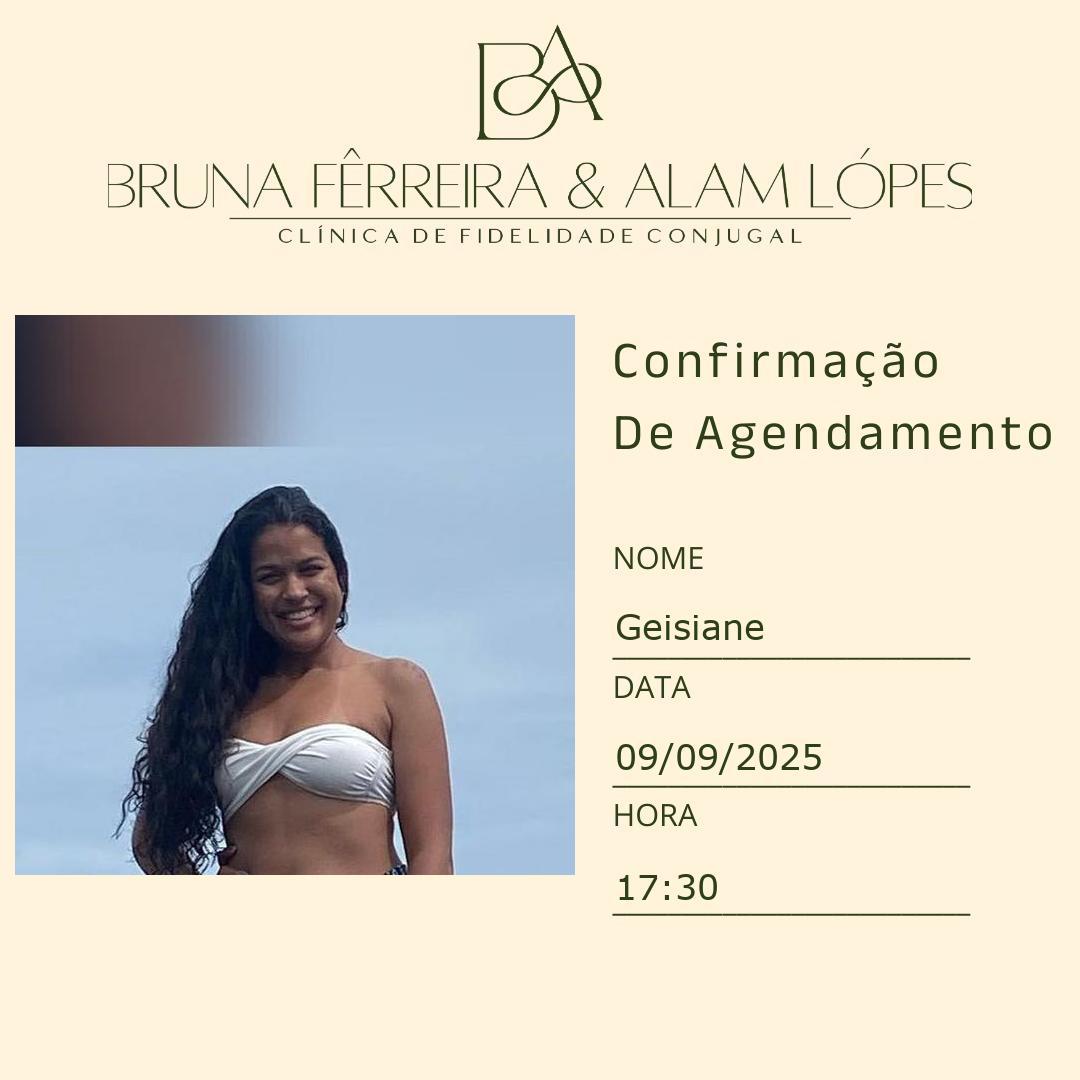 BA
BRUNA FÊRREIRA & ALAM LÓPES
CLÍNICA DE FIDELIDADE CONJUGAL
Confirmação
De Agendamento
NOME
Geisiane
DATA
09/09/2025
HORA
17:30